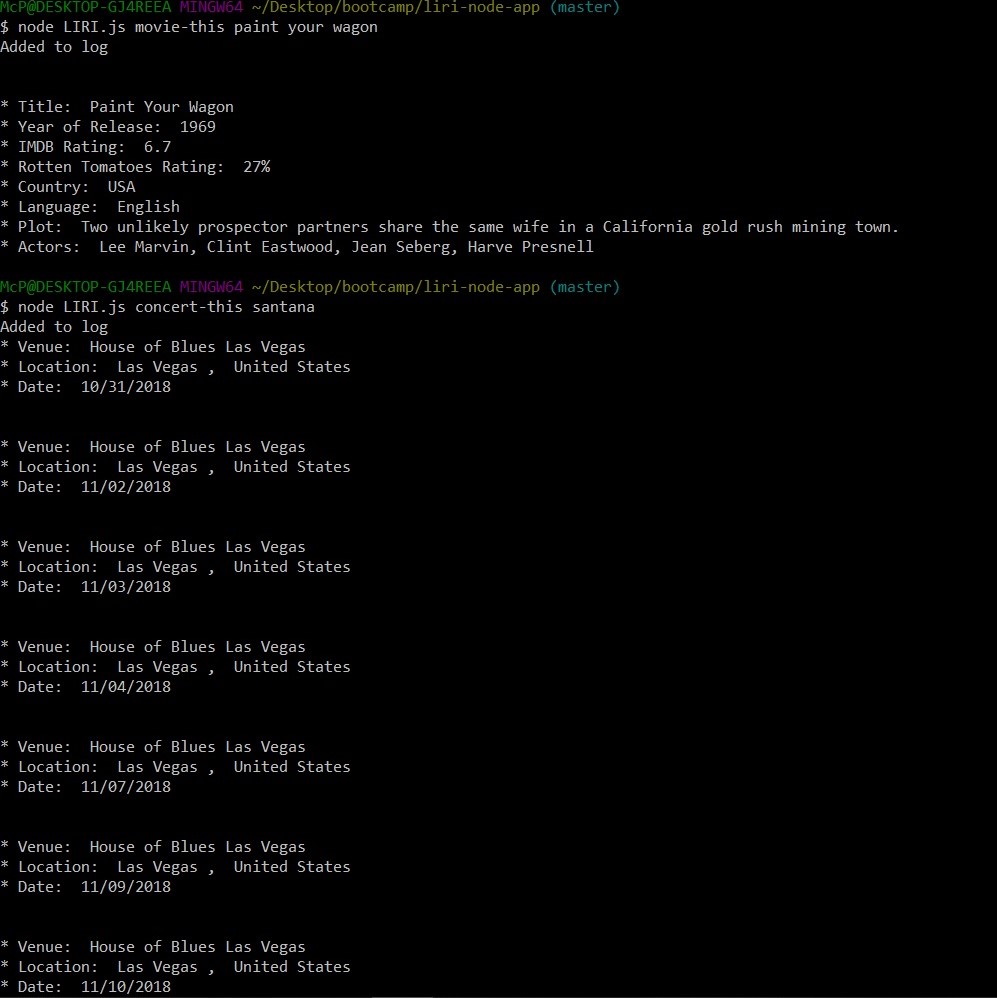 McP@DESKTOP-GJ4REEA MINGW64 ~/Desktop/bootcamp/liri-node-app (master)
$ node LIRI.js movie-this paint your wagon
Added to log
* Title:  Paint Your Wagon
* Year of Release:  1969
* IMDB Rating:  6.7
* Rotten Tomatoes Rating:  27%
* Country:  USA
* Language:  English
* Plot:  Two unlikely prospector partners share the same wife in a California gold rush mining town.
* Actors:  Lee Marvin, Clint Eastwood, Jean Seberg, Harve Presnell
McP@DESKTOP-GJ4REEA MINGW64 ~/Desktop/bootcamp/liri-node-app (master)
$ node LIRI.js concert-this santana
Added to log
* Venue:  House of Blues Las Vegas
* Location:  Las Vegas ,  United States
* Date:  10/31/2018
* Venue:  House of Blues Las Vegas
* Location:  Las Vegas ,  United States
* Date:  11/02/2018
* Venue:  House of Blues Las Vegas
* Location:  Las Vegas ,  United States
* Date:  11/03/2018
* Venue:  House of Blues Las Vegas
* Location:  Las Vegas ,  United States
* Date:  11/04/2018
* Venue:  House of Blues Las Vegas
* Location:  Las Vegas ,  United States
* Date:  11/07/2018
* Venue:  House of Blues Las Vegas
* Location:  Las Vegas ,  United States
* Date:  11/09/2018
* Venue:  House of Blues Las Vegas
* Location:  Las Vegas ,  United States
* Date:  11/10/2018